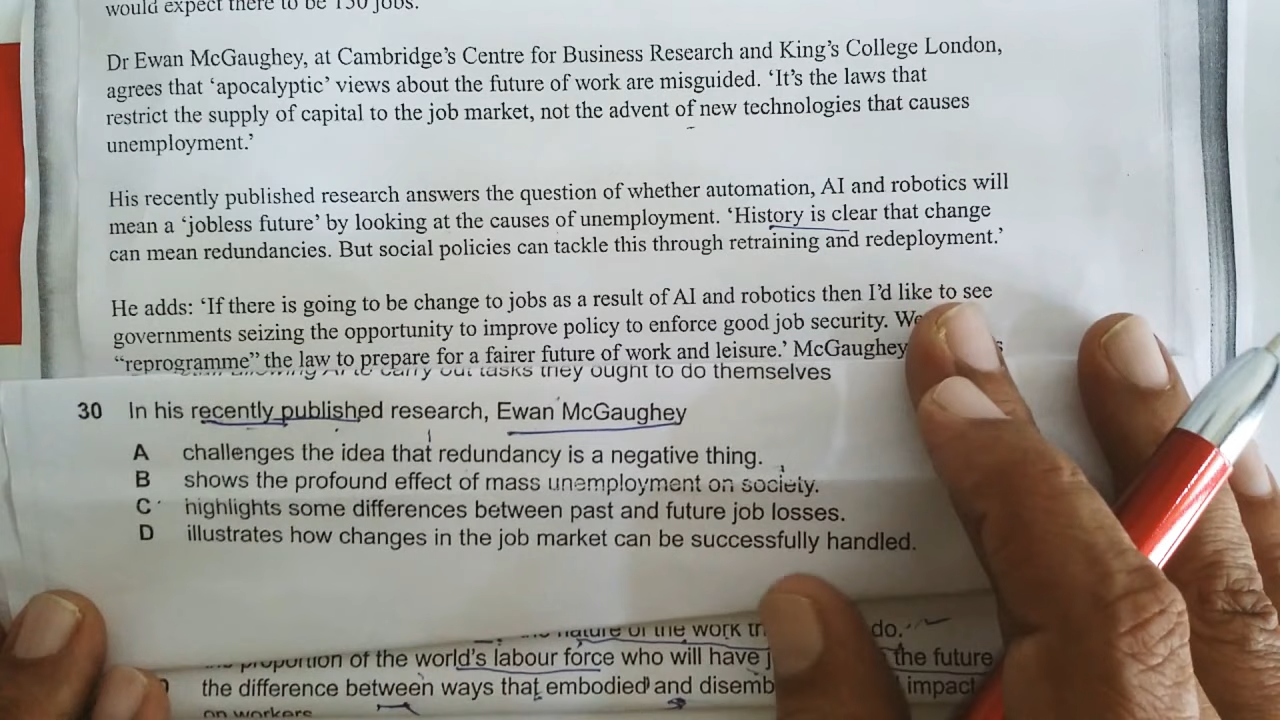 would expect there to be 150 jobs.
Dr Ewan McGaughey, at Cambridge's Centre for Business Research and King's College London,
agrees that 'apocalyptic' views about the future of work are misguided. 'It's the laws that
restrict the supply of capital to the job market, not the advent of new technologies that causes
unemployment.'
His recently published research answers the question of whether automation, AI and robotics will
mean a 'jobless future' by looking at the causes of unemployment. 'History is clear that change
can mean redundancies. But social policies can tackle this through retraining and redeployment.'
He adds: 'If there is going to be change to jobs as a result of AI and robotics then I'd like to see
governments seizing the opportunity to improve policy to enforce good job security. We
"reprogramme" the law to prepare for a fairer future of work and leisure.' McGaughey
carry out tasks they ought to do themselves
30 In his recently published research, Ewan McGaughey
A challenges the idea that redundancy is a negative thing.
B shows the profound effect of mass unemployment on society.
C highlights some differences between past and future job losses.
D illustrates how changes in the job market can be successfully handled.
nature of the work do.
proportion of the world's labour force who will have the future
the difference between ways that embodied and impact
on workers